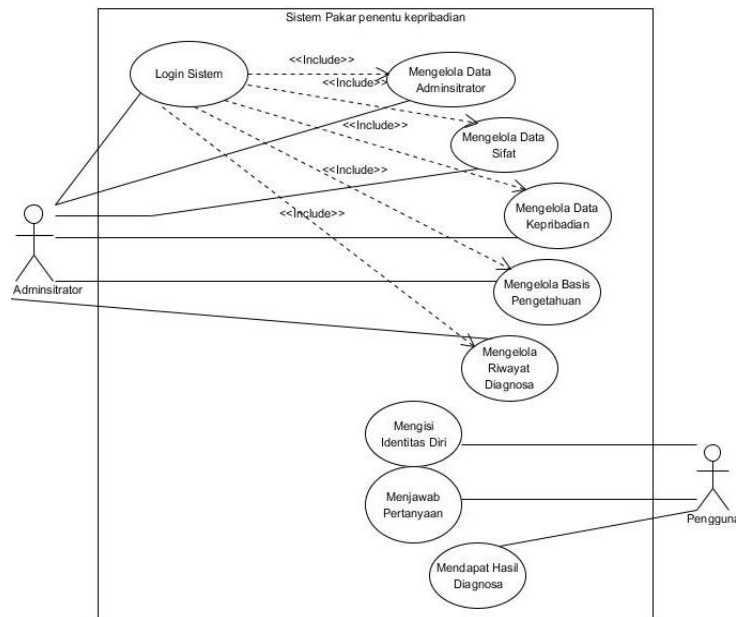 Sistem Pakar penentu kepribadian
Login Sistem
<<Include>>
Mengelola Data
Adminsitrator
<<Include>>
Mengelola Data
Sifat
<<Include>>
Mengelola Data
Kepribadian
<<Include>>
Mengelola Basis
Pengetahuan
<<Include>>
Adminsitrator
Mengelola
Riwayat
Diagnosa
Mengisi
Identitas Diri
Menjawab
Pertanyaan
Pengguna
Mendapat Hasil
Diagnosa